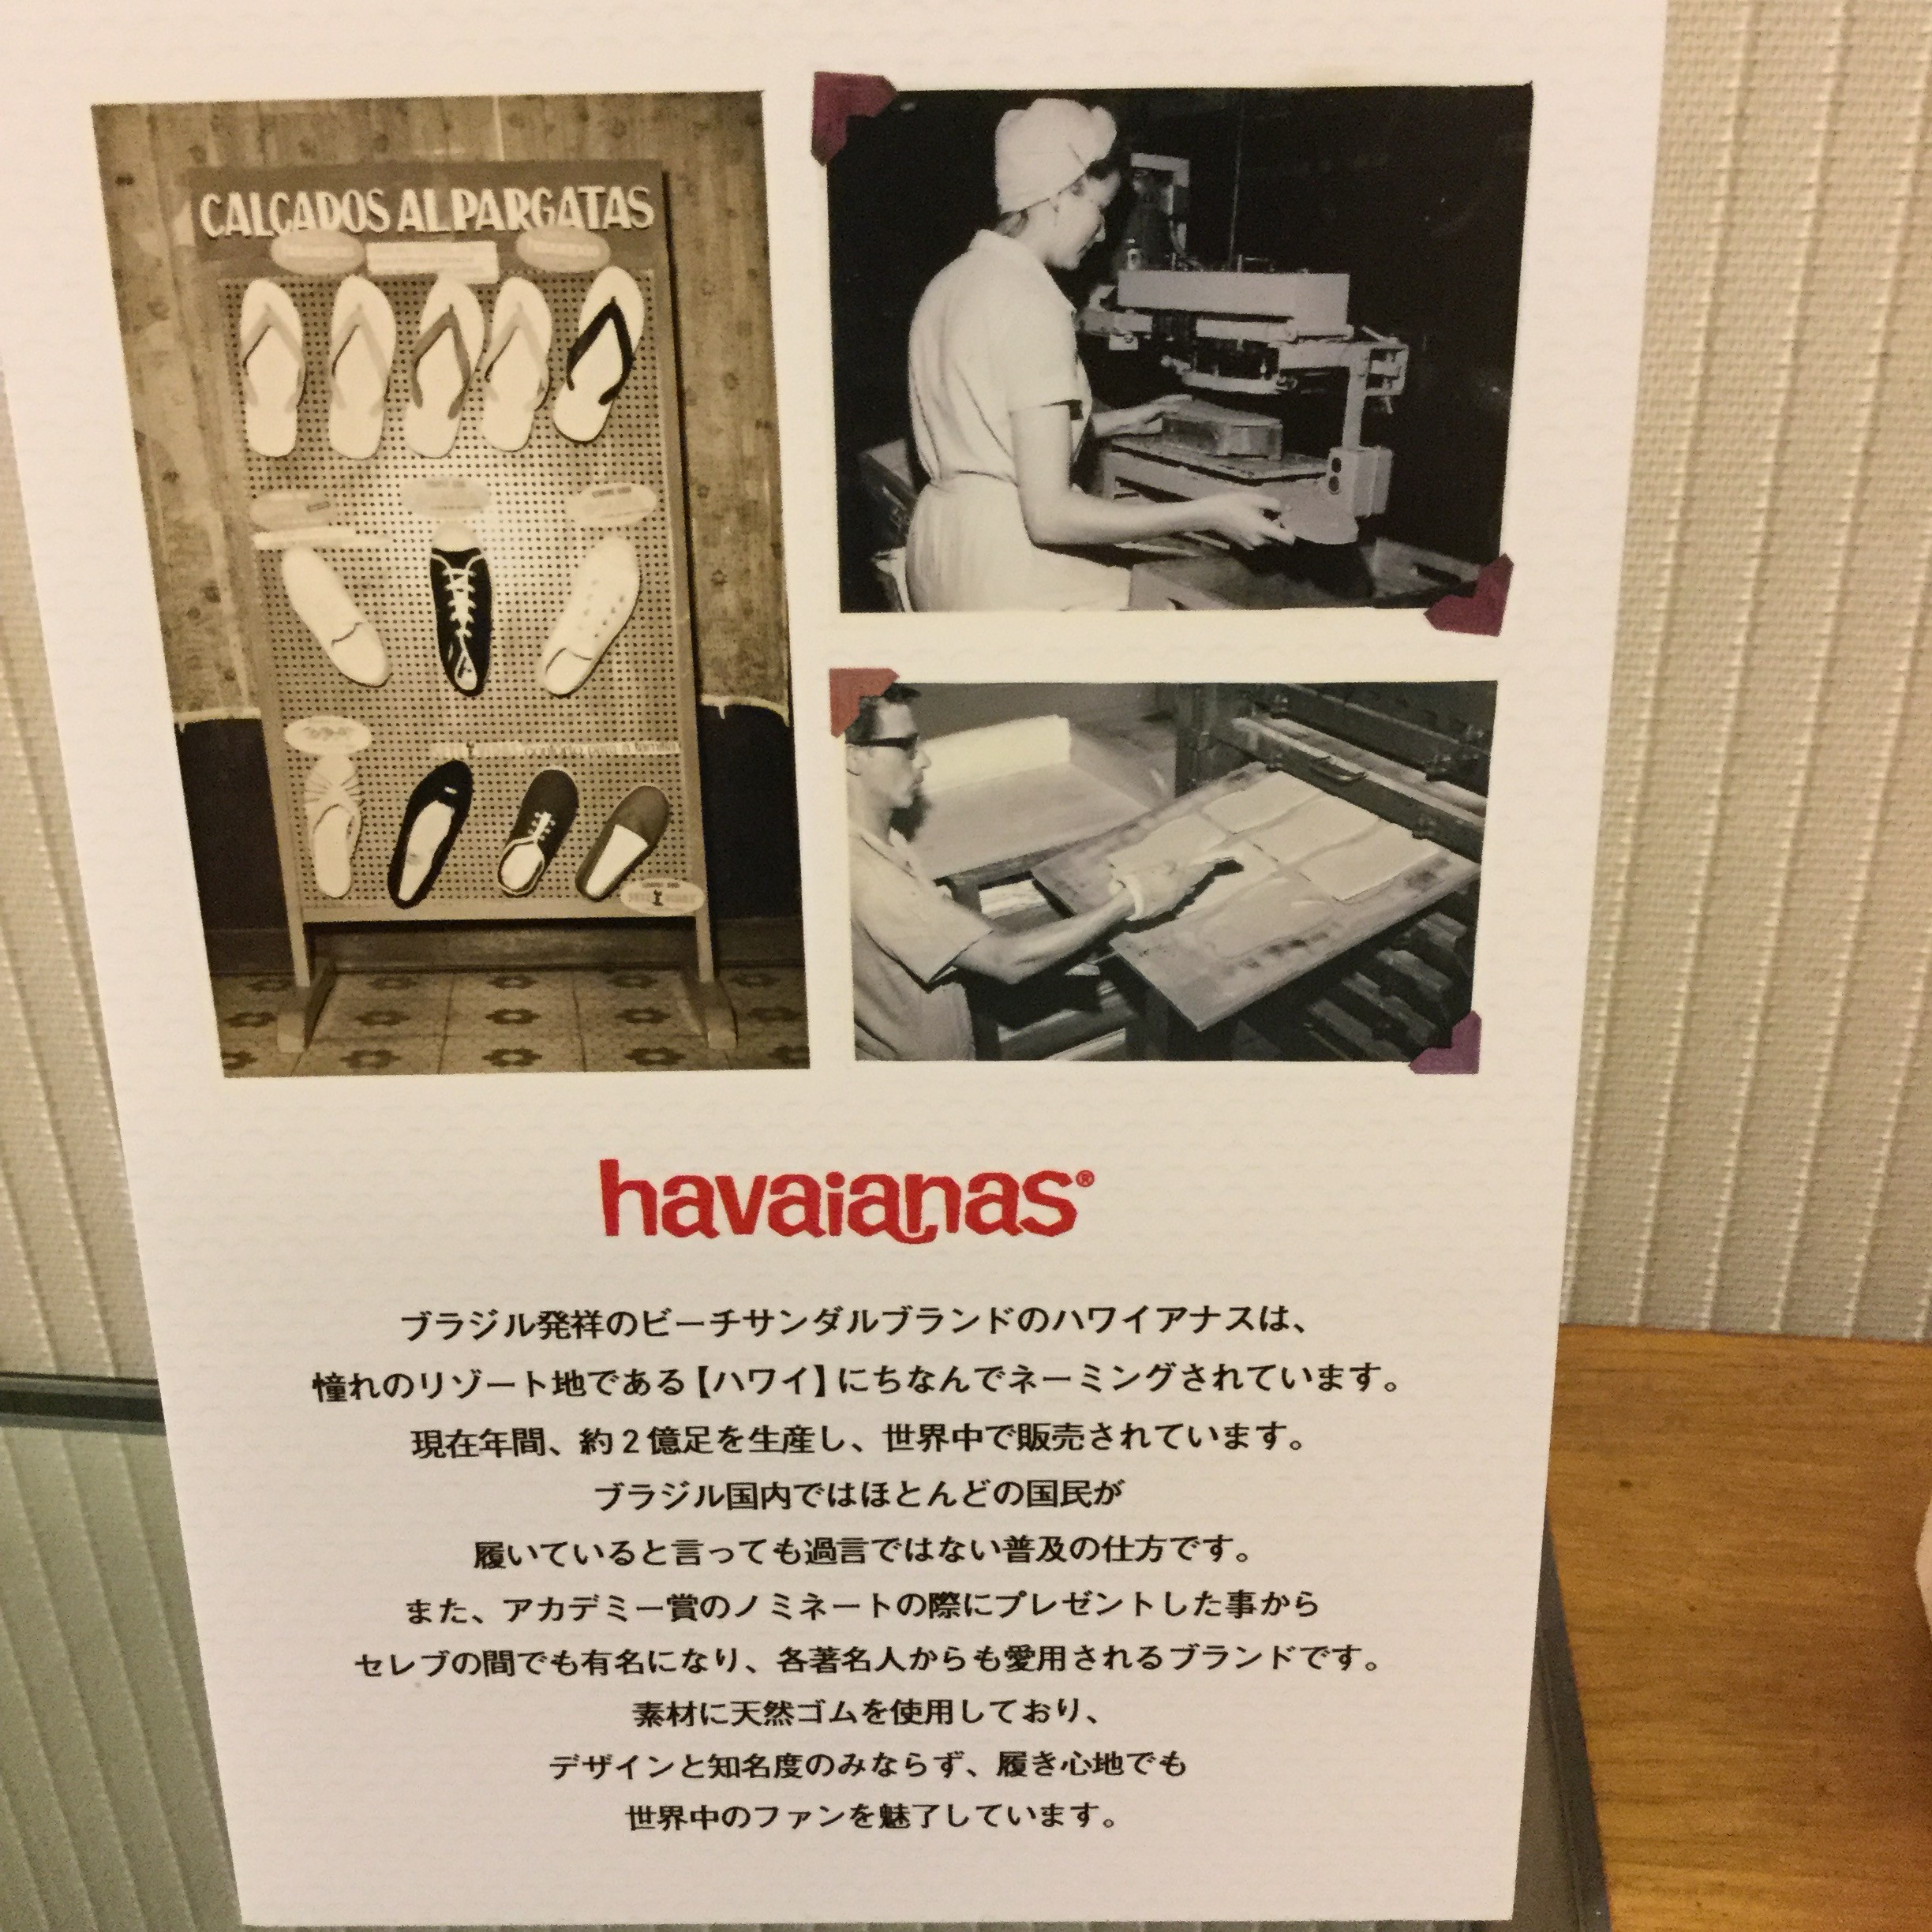 CALÇADOS ALPARGATAS
havaianas®
ブラジル発祥のビーチサンダルブランドのハワイアナスは、
憧れのリゾート地である【ハワイ】にちなんでネーミングされています。
現在年間、約2億足を生産し、世界中で販売されています。
ブラジル国内ではほとんどの国民が
履いていると言っても過言ではない普及の仕方です。
また、アカデミー賞のノミネートの際にプレゼントした事から
セレブの間でも有名になり、各著名人からも愛用されるブランドです。
素材に天然ゴムを使用しており、
デザインと知名度のみならず、履き心地でも
世界中のファンを魅了しています。